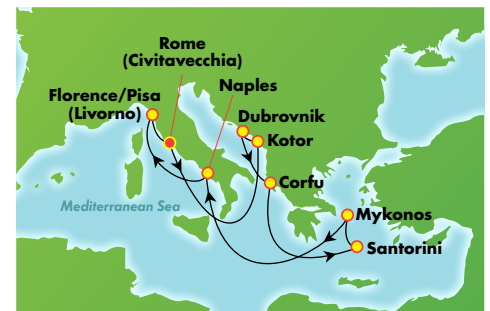 Rome
(Civitavecchia)
Naples
Florence/Pisa
(Livorno)
Dubrovnik
Kotor
Corfu
Mediterranean Sea
Mykonos
Santorini